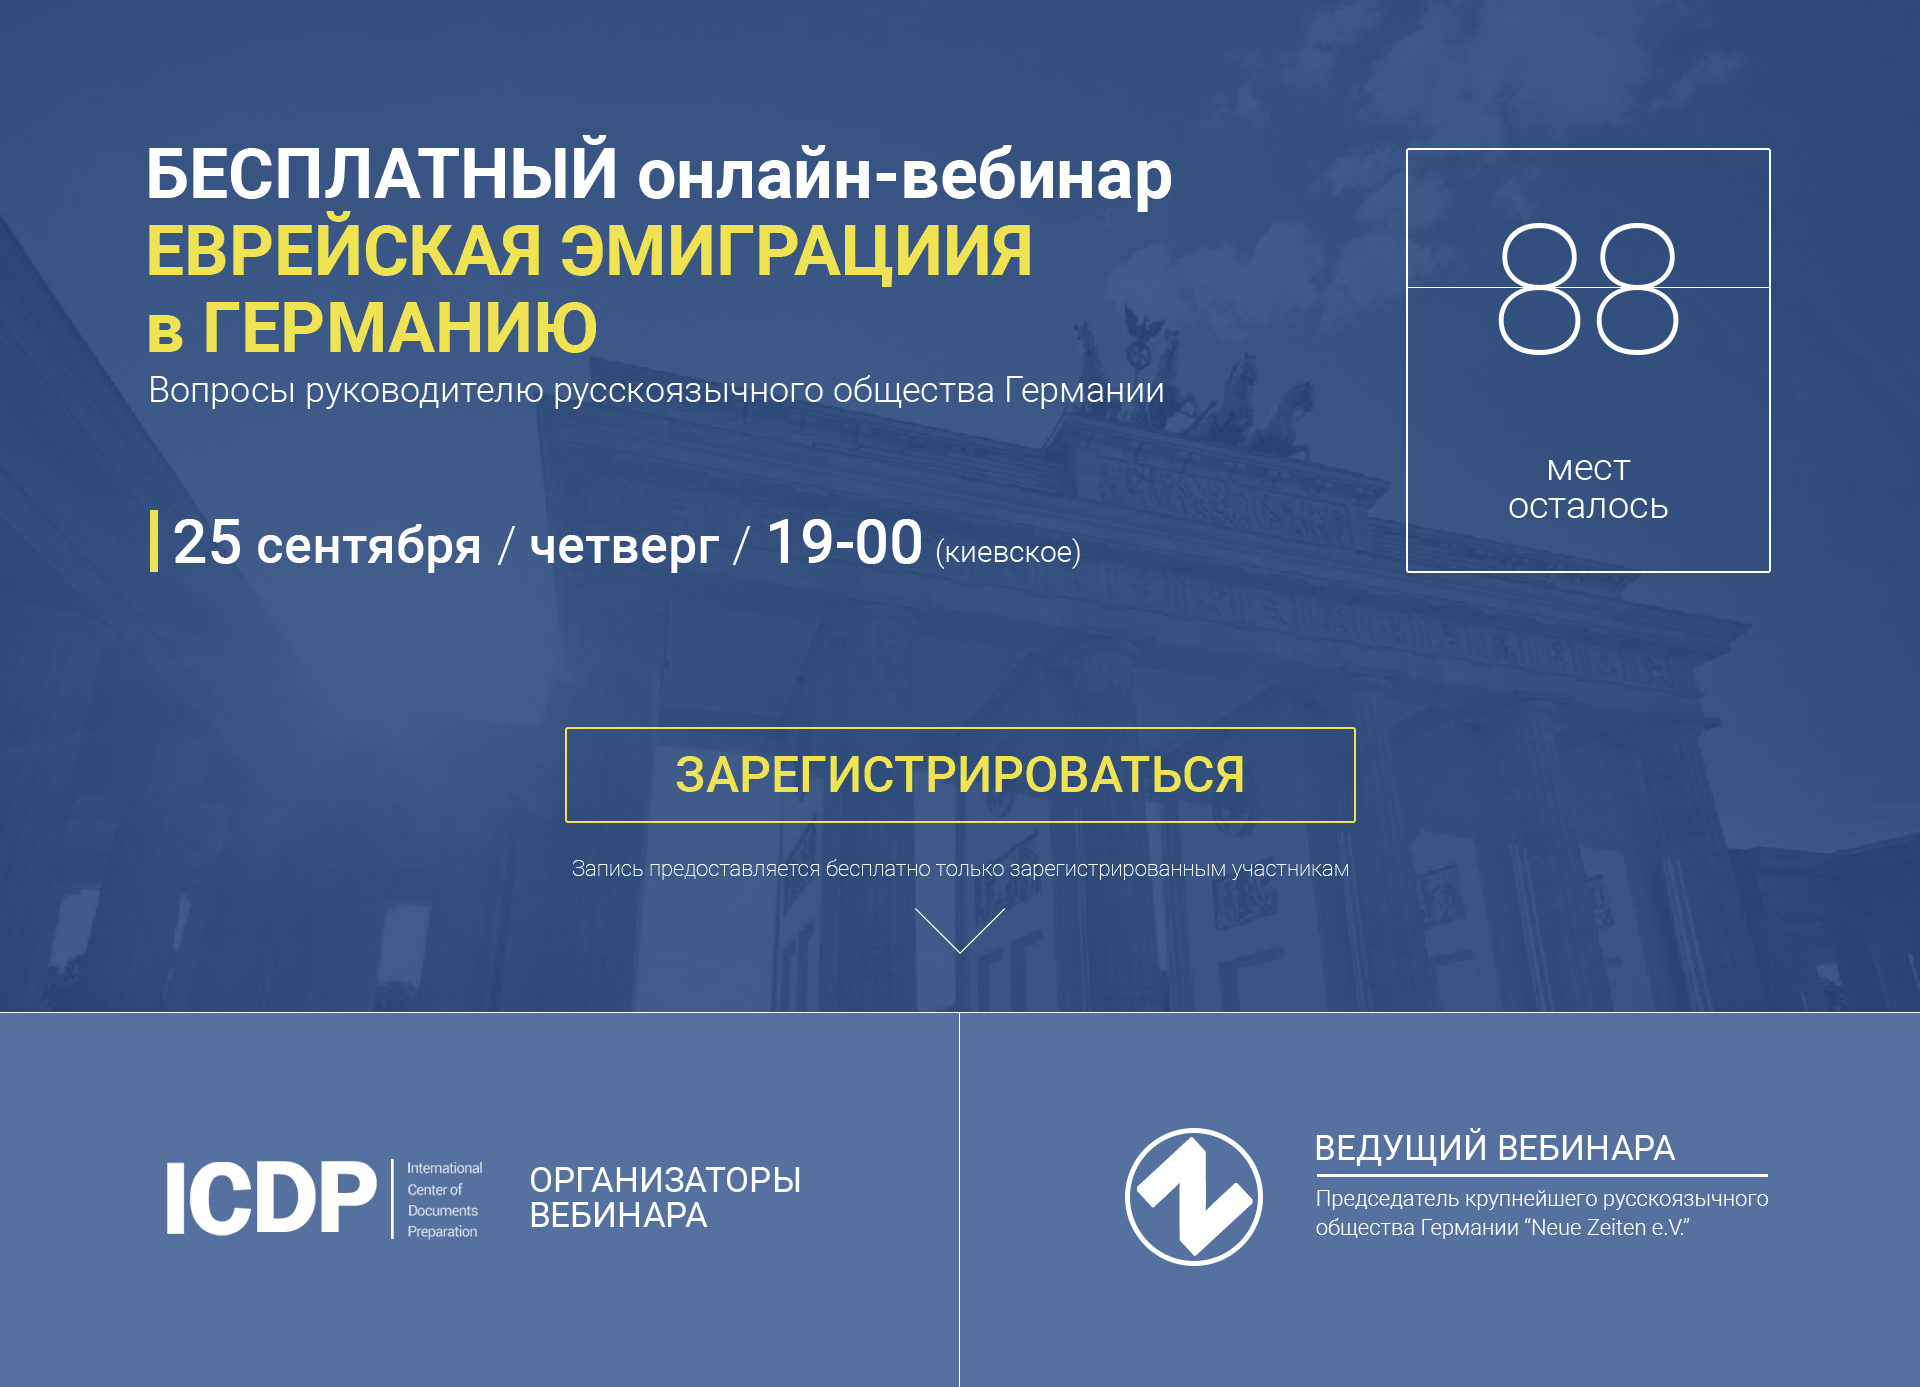 БЕСПЛАТНЫЙ онлайн-вебинар
ЕВРЕЙСКАЯ ЭМИГРАЦИИЯ
в ГЕРМАНИЮ
Вопросы руководителю русскоязычного общества Германии
88
мест
осталось
25 сентября / четверг / 19-00 (киевское)
ЗАРЕГИСТРИРОВАТЬСЯ
Запись предоставляется бесплатно только зарегистрированным участникам
ICDP
International
Center of
Documents
Preparation
ОРГАНИЗАТОРЫ
ВЕБИНАРА
ВЕДУЩИЙ ВЕБИНАРА
Председатель крупнейшего русскоязычного
общества Германии “Neue Zeiten e.V.”